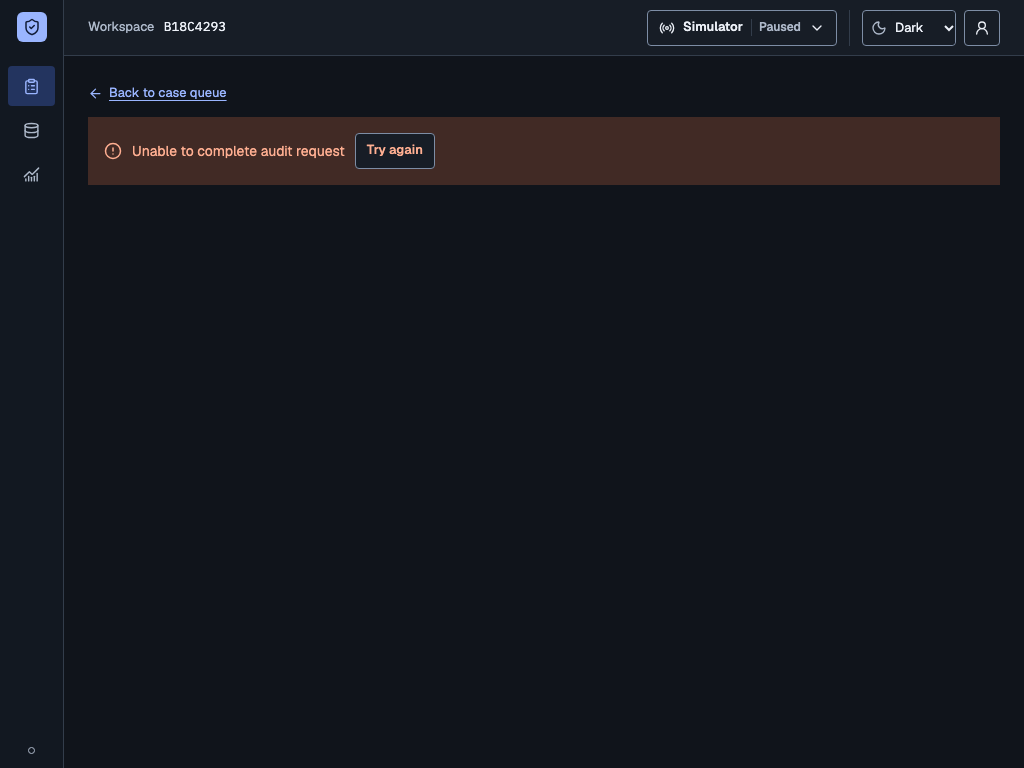 Workspace B18C4293
Simulator Paused
Dark
Back to case queue
Unable to complete audit request
Try again